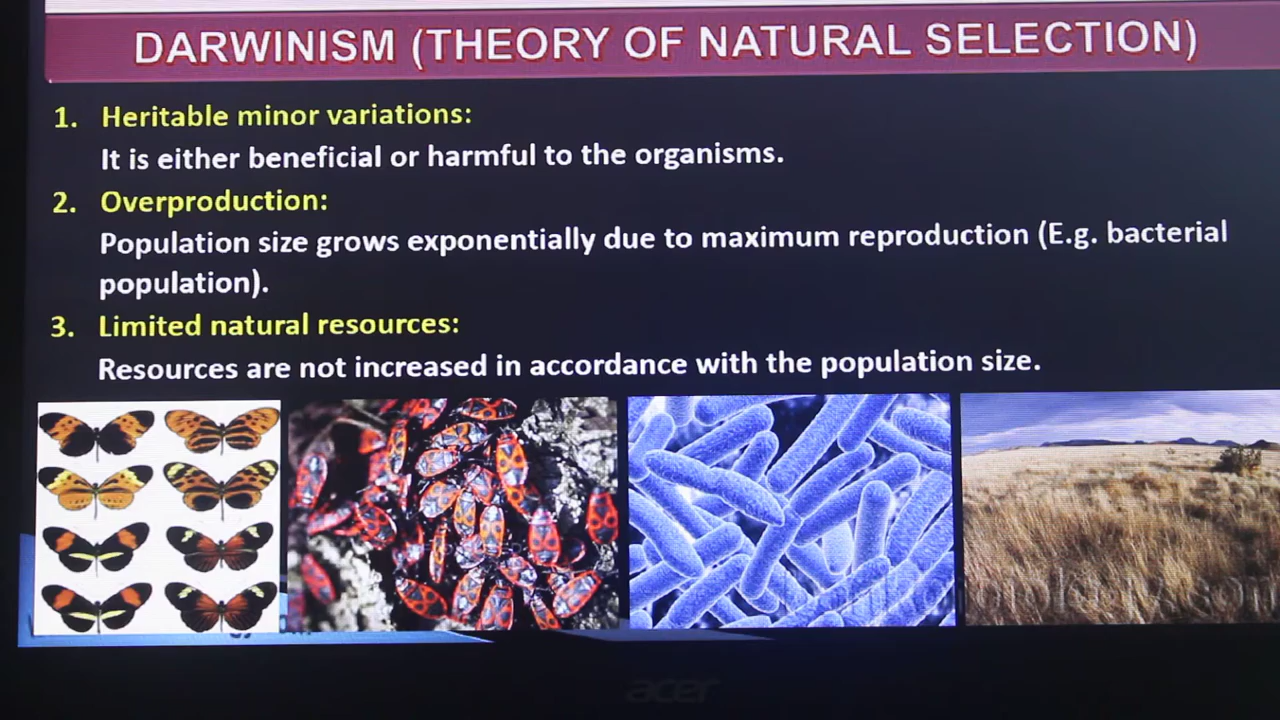 DARWINISM (THEORY OF NATURAL SELECTION)
1. Heritable minor variations:
It is either beneficial or harmful to the organisms.
2. Overproduction:
Population size grows exponentially due to maximum reproduction (E.g. bacterial
population).
3. Limited natural resources:
Resources are not increased in accordance with the population size.
acer